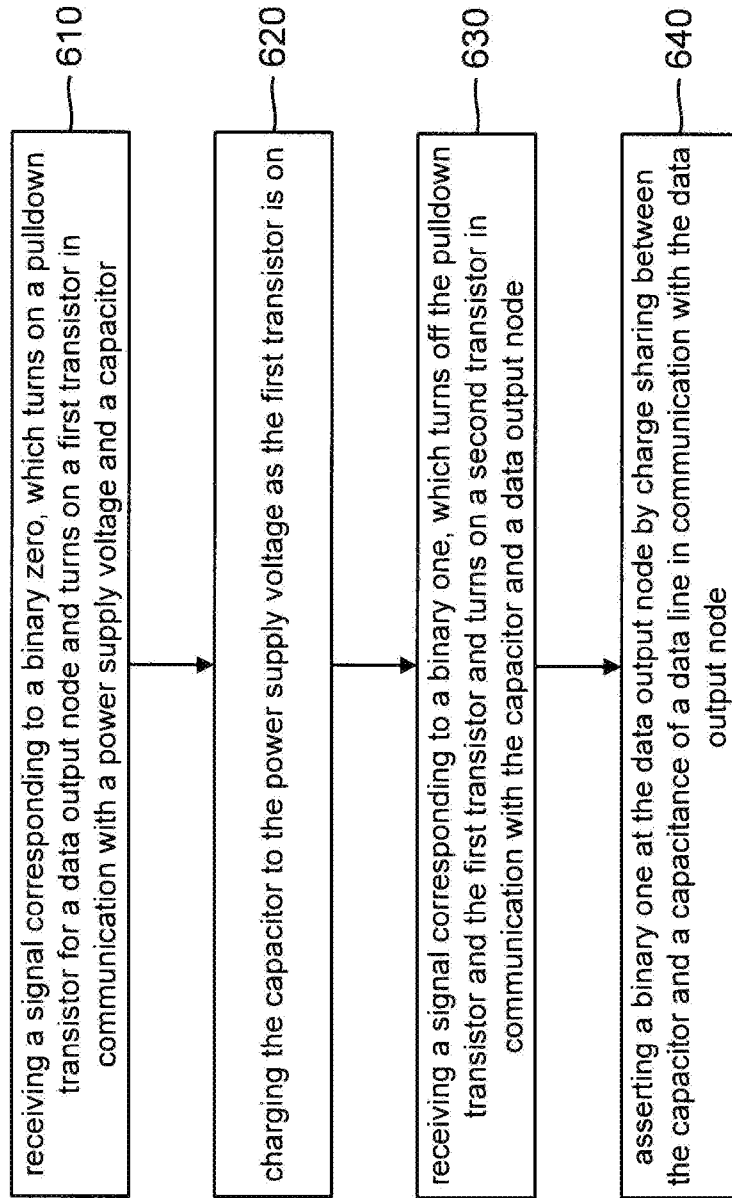 receiving a signal corresponding to a binary zero, which turns on a pulldown
transistor for a data output node and turns on a first transistor in
communication with a power supply voltage and a capacitor
610
charging the capacitor to the power supply voltage as the first transistor is on
620
receiving a signal corresponding to a binary one, which turns off the pulldown
transistor and the first transistor and turns on a second transistor in
communication with the capacitor and a data output node
630
asserting a binary one at the data output node by charge sharing between
the capacitor and a capacitance of a data line in communication with the data
output node
640